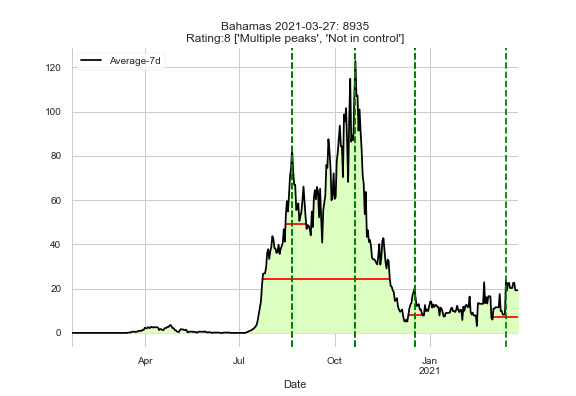 Bahamas 2021-03-27: 8935
Rating:8 ['Multiple peaks', 'Not in control']
Average-7d
120
100
80
60
40
20
0
Apr Jul Oct Jan
2021
Date